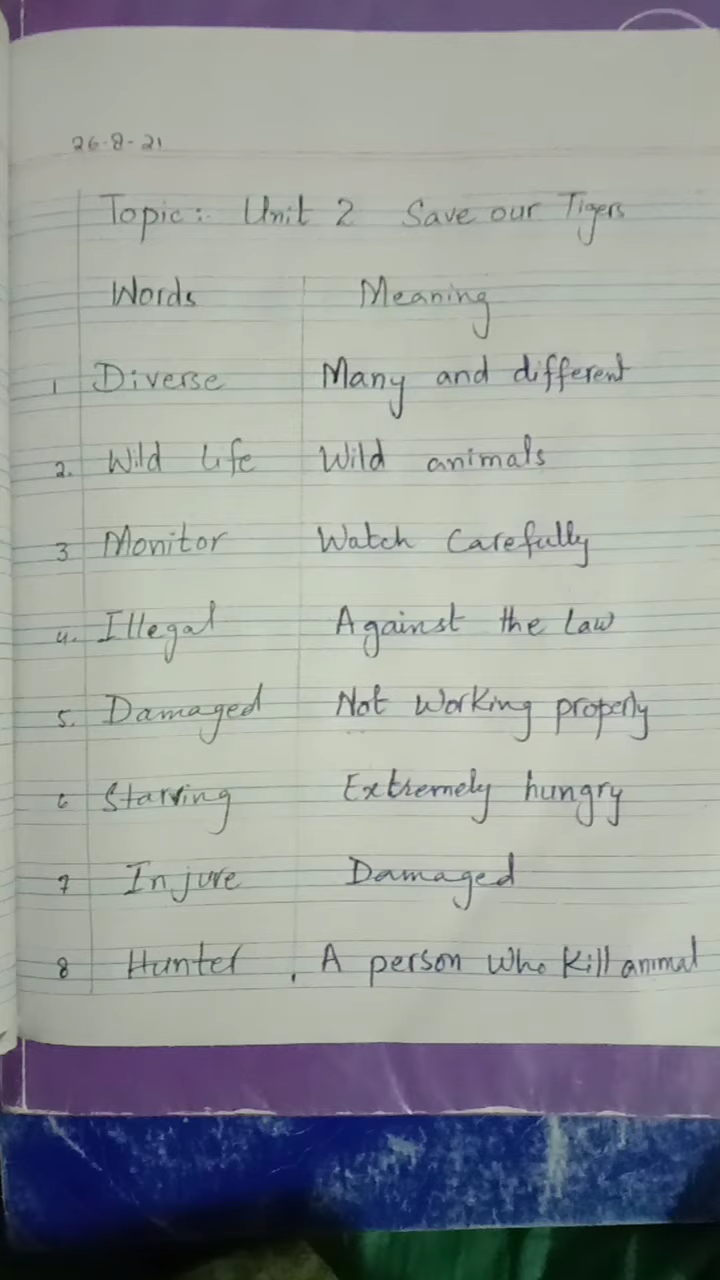 26-8-21
Topic:- Unit 2 Save our Tigers
Words Meaning
1 Diverse Many and different
2. Wild life Wild animals
3 Monitor Watch Carefully
4. Illegal Against the law
5. Damaged Not Working properly
6 Starving Extremely hungry
7 Injure Damaged
8 Hunter A person Who Kill animal